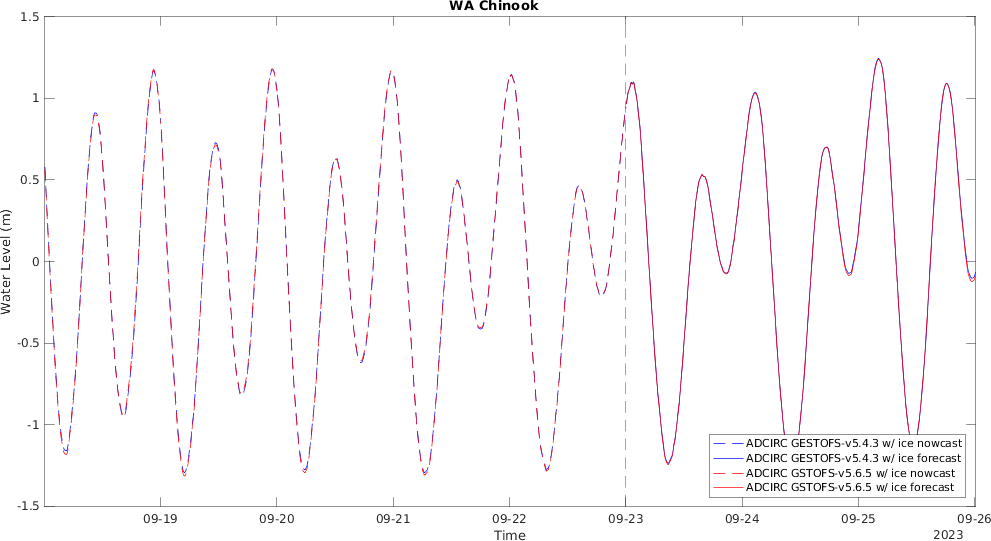 WA Chinook
1.5
1
0.5
0
-0.5
-1
-1.5
Water Level (m)
ADCIRC GESTOFS-v5.4.3 w/ ice nowcast
ADCIRC GESTOFS-v5.4.3 w/ ice forecast
ADCIRC GSTOFS-v5.6.5 w/ ice nowcast
ADCIRC GSTOFS-v5.6.5 w/ ice forecast
09-19 09-20 09-21 09-22 09-23 09-24 09-25 09-26
Time
2023